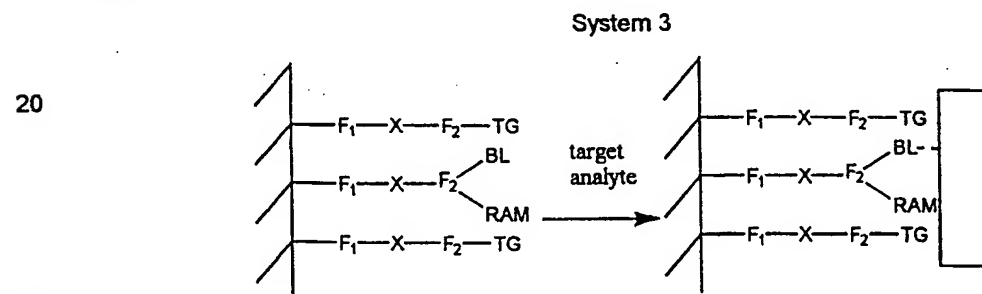 System 3
20
F₁—X—F₂—TG
BL
F₁—X—F₂
RAM
F₁—X—F₂—TG
target
analyte
F₁—X—F₂—TG
BL--
F₁—X—F₂
RAM
F₁—X—F₂—TG